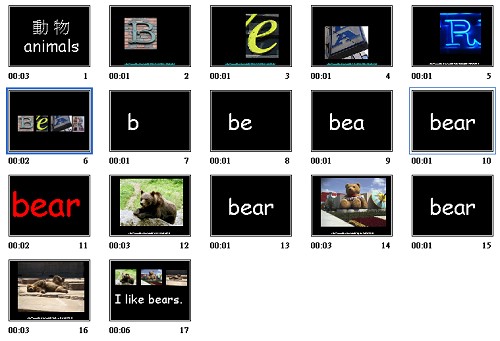 動物
animals
00:03 1
B
00:01 2
e
00:01 3
A
00:01 4
R
00:01 5
B e A R
00:02 6
b
00:01 7
be
00:01 8
bea
00:01 9
bear
00:01 10
bear
00:02 11
00:03 12
bear
00:01 13
00:03 14
bear
00:01 15
00:03 16
I like bears.
00:06 17